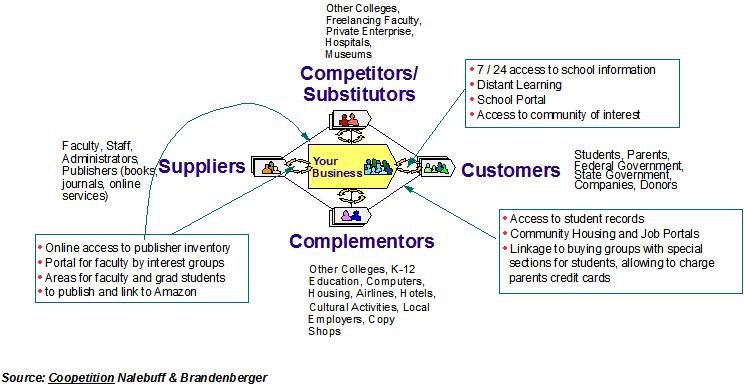 Other Colleges,
Freelancing Faculty,
Private Enterprise,
Hospitals,
Museums
Competitors/
Substitutors
• 7 / 24 access to school information
• Distant Learning
• School Portal
• Access to community of interest
Faculty, Staff,
Administrators,
Publishers (books,
journals, online
services)
Suppliers
Your
Business
Customers
Students, Parents,
Federal Government,
State Government,
Companies, Donors
Complementors
• Online access to publisher inventory
• Portal for faculty by interest groups
• Areas for faculty and grad students
• to publish and link to Amazon
• Access to student records
• Community Housing and Job Portals
• Linkage to buying groups with special
sections for students, allowing to charge
parents credit cards
Other Colleges, K-12
Education, Computers,
Housing, Airlines, Hotels,
Cultural Activities, Local
Employers, Copy
Shops
Source: Coopetition Nalebuff & Brandenberger